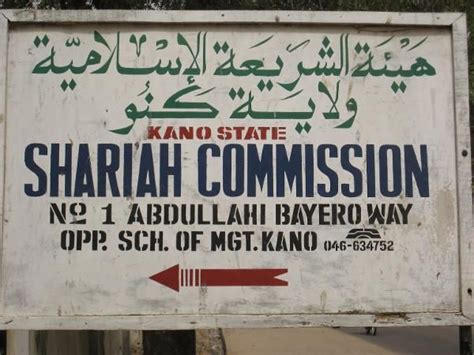 هيئة الشريعة الإسلامية
ولاية كنو
KANO STATE
SHARIAH COMMISSION
No 1 ABDULLAHI BAYERO WAY
OPP. SCH. OF MGT. KANO 046-634752